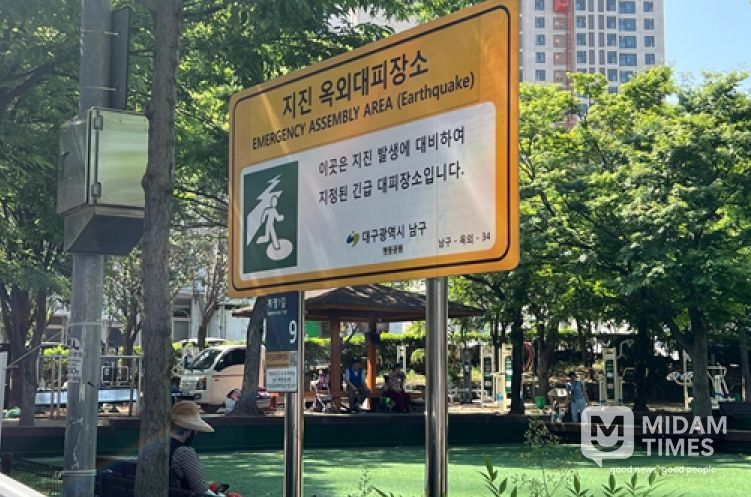 지진 옥외대피장소
EMERGENCY ASSEMBLY AREA (Earthquake)
이곳은 지진 발생에 대비하여
지정된 긴급 대피장소입니다.
대구광역시 남구
남구 - 옥외 - 34
9
MIDAM
TIMES
good news, good people